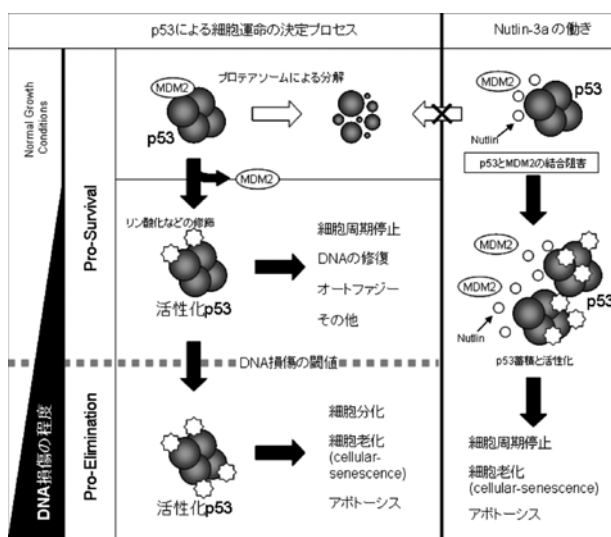 p53による細胞運命の決定プロセス
Nutlin-3aの働き
Normal Growth
Conditions
DNA損傷の程度
Pro-Survival
Pro-Elimination
MDM2
p53
プロテアソームによる分解
MDM2
リン酸化などの修飾
活性化p53
細胞周期停止
DNAの修復
オートファジー
その他
DNA損傷の閾値
活性化p53
細胞分化
細胞老化
(cellular-
senescence)
アポトーシス
MDM2
p53
Nutlin
p53とMDM2の結合阻害
MDM2
MDM2
p53
Nutlin
p53蓄積と活性化
細胞周期停止
細胞老化
(cellular-senescence)
アポトーシス